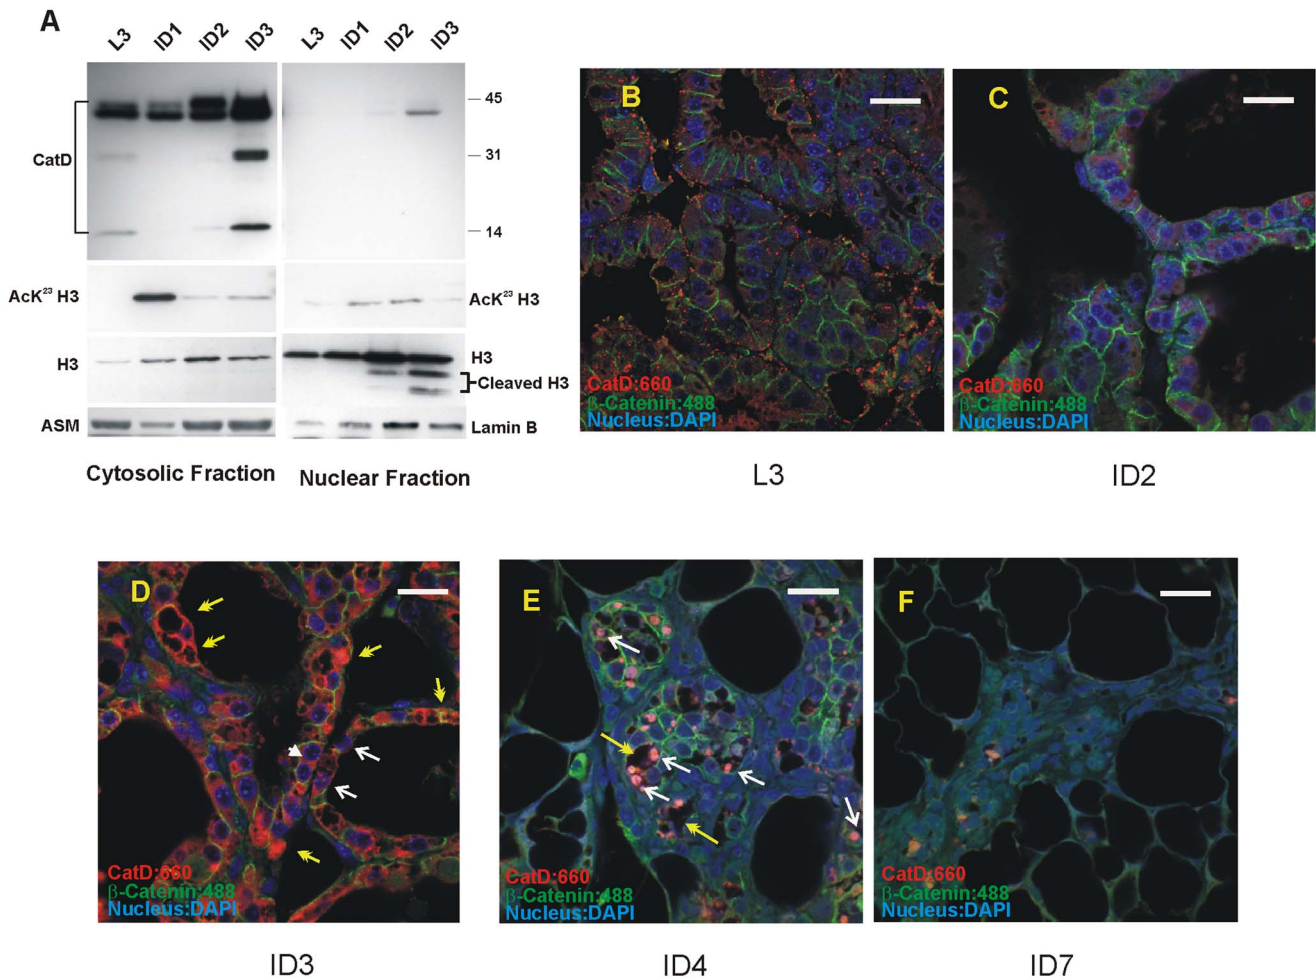 A
L3 ID1 ID2 ID3 L3 ID1 ID2 ID3
CatD
45
31
14
AcK²³ H3
AcK²³ H3
H3
H3
Cleaved H3
ASM
Lamin B
Cytosolic Fraction
Nuclear Fraction
B
CatD:660
β-Catenin:488
Nucleus:DAPI
L3
C
CatD:660
β-Catenin:488
Nucleus:DAPI
ID2
D
CatD:660
β-Catenin:488
Nucleus:DAPI
ID3
E
CatD:660
β-Catenin:488
Nucleus:DAPI
ID4
F
CatD:660
β-Catenin:488
Nucleus:DAPI
ID7